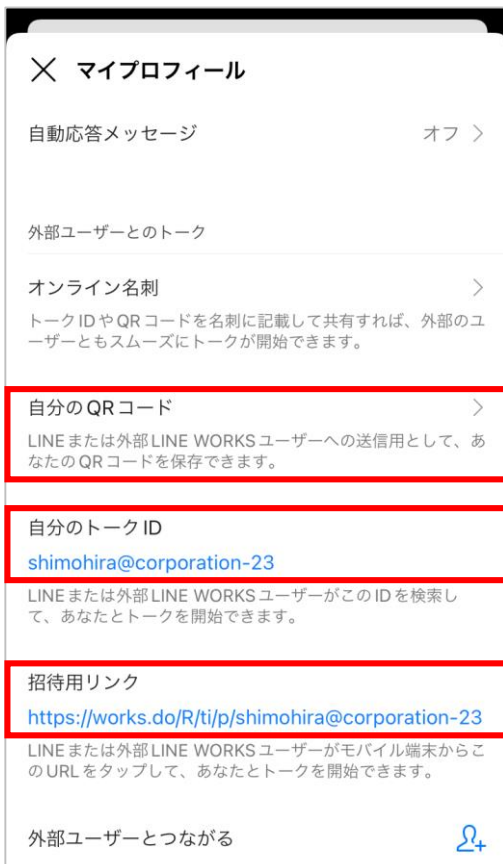 マイプロフィール
自動応答メッセージ オフ
外部ユーザーとのトーク
オンライン名刺
トークIDやQRコードを名刺に記載して共有すれば、外部のユ
ーザーともスムーズにトークが開始できます。
自分のQRコード
LINEまたは外部LINE WORKSユーザーへの送信用として、あ
なたのQRコードを保存できます。
自分のトークID
shimohira@corporation-23
LINEまたは外部LINE WORKSユーザーがこのIDを検索し
て、あなたとトークを開始できます。
招待用リンク
https://works.do/R/ti/p/shimohira@corporation-23
LINEまたは外部LINE WORKSユーザーがモバイル端末からこ
のURLをタップして、あなたとトークを開始できます。
外部ユーザーとつながる